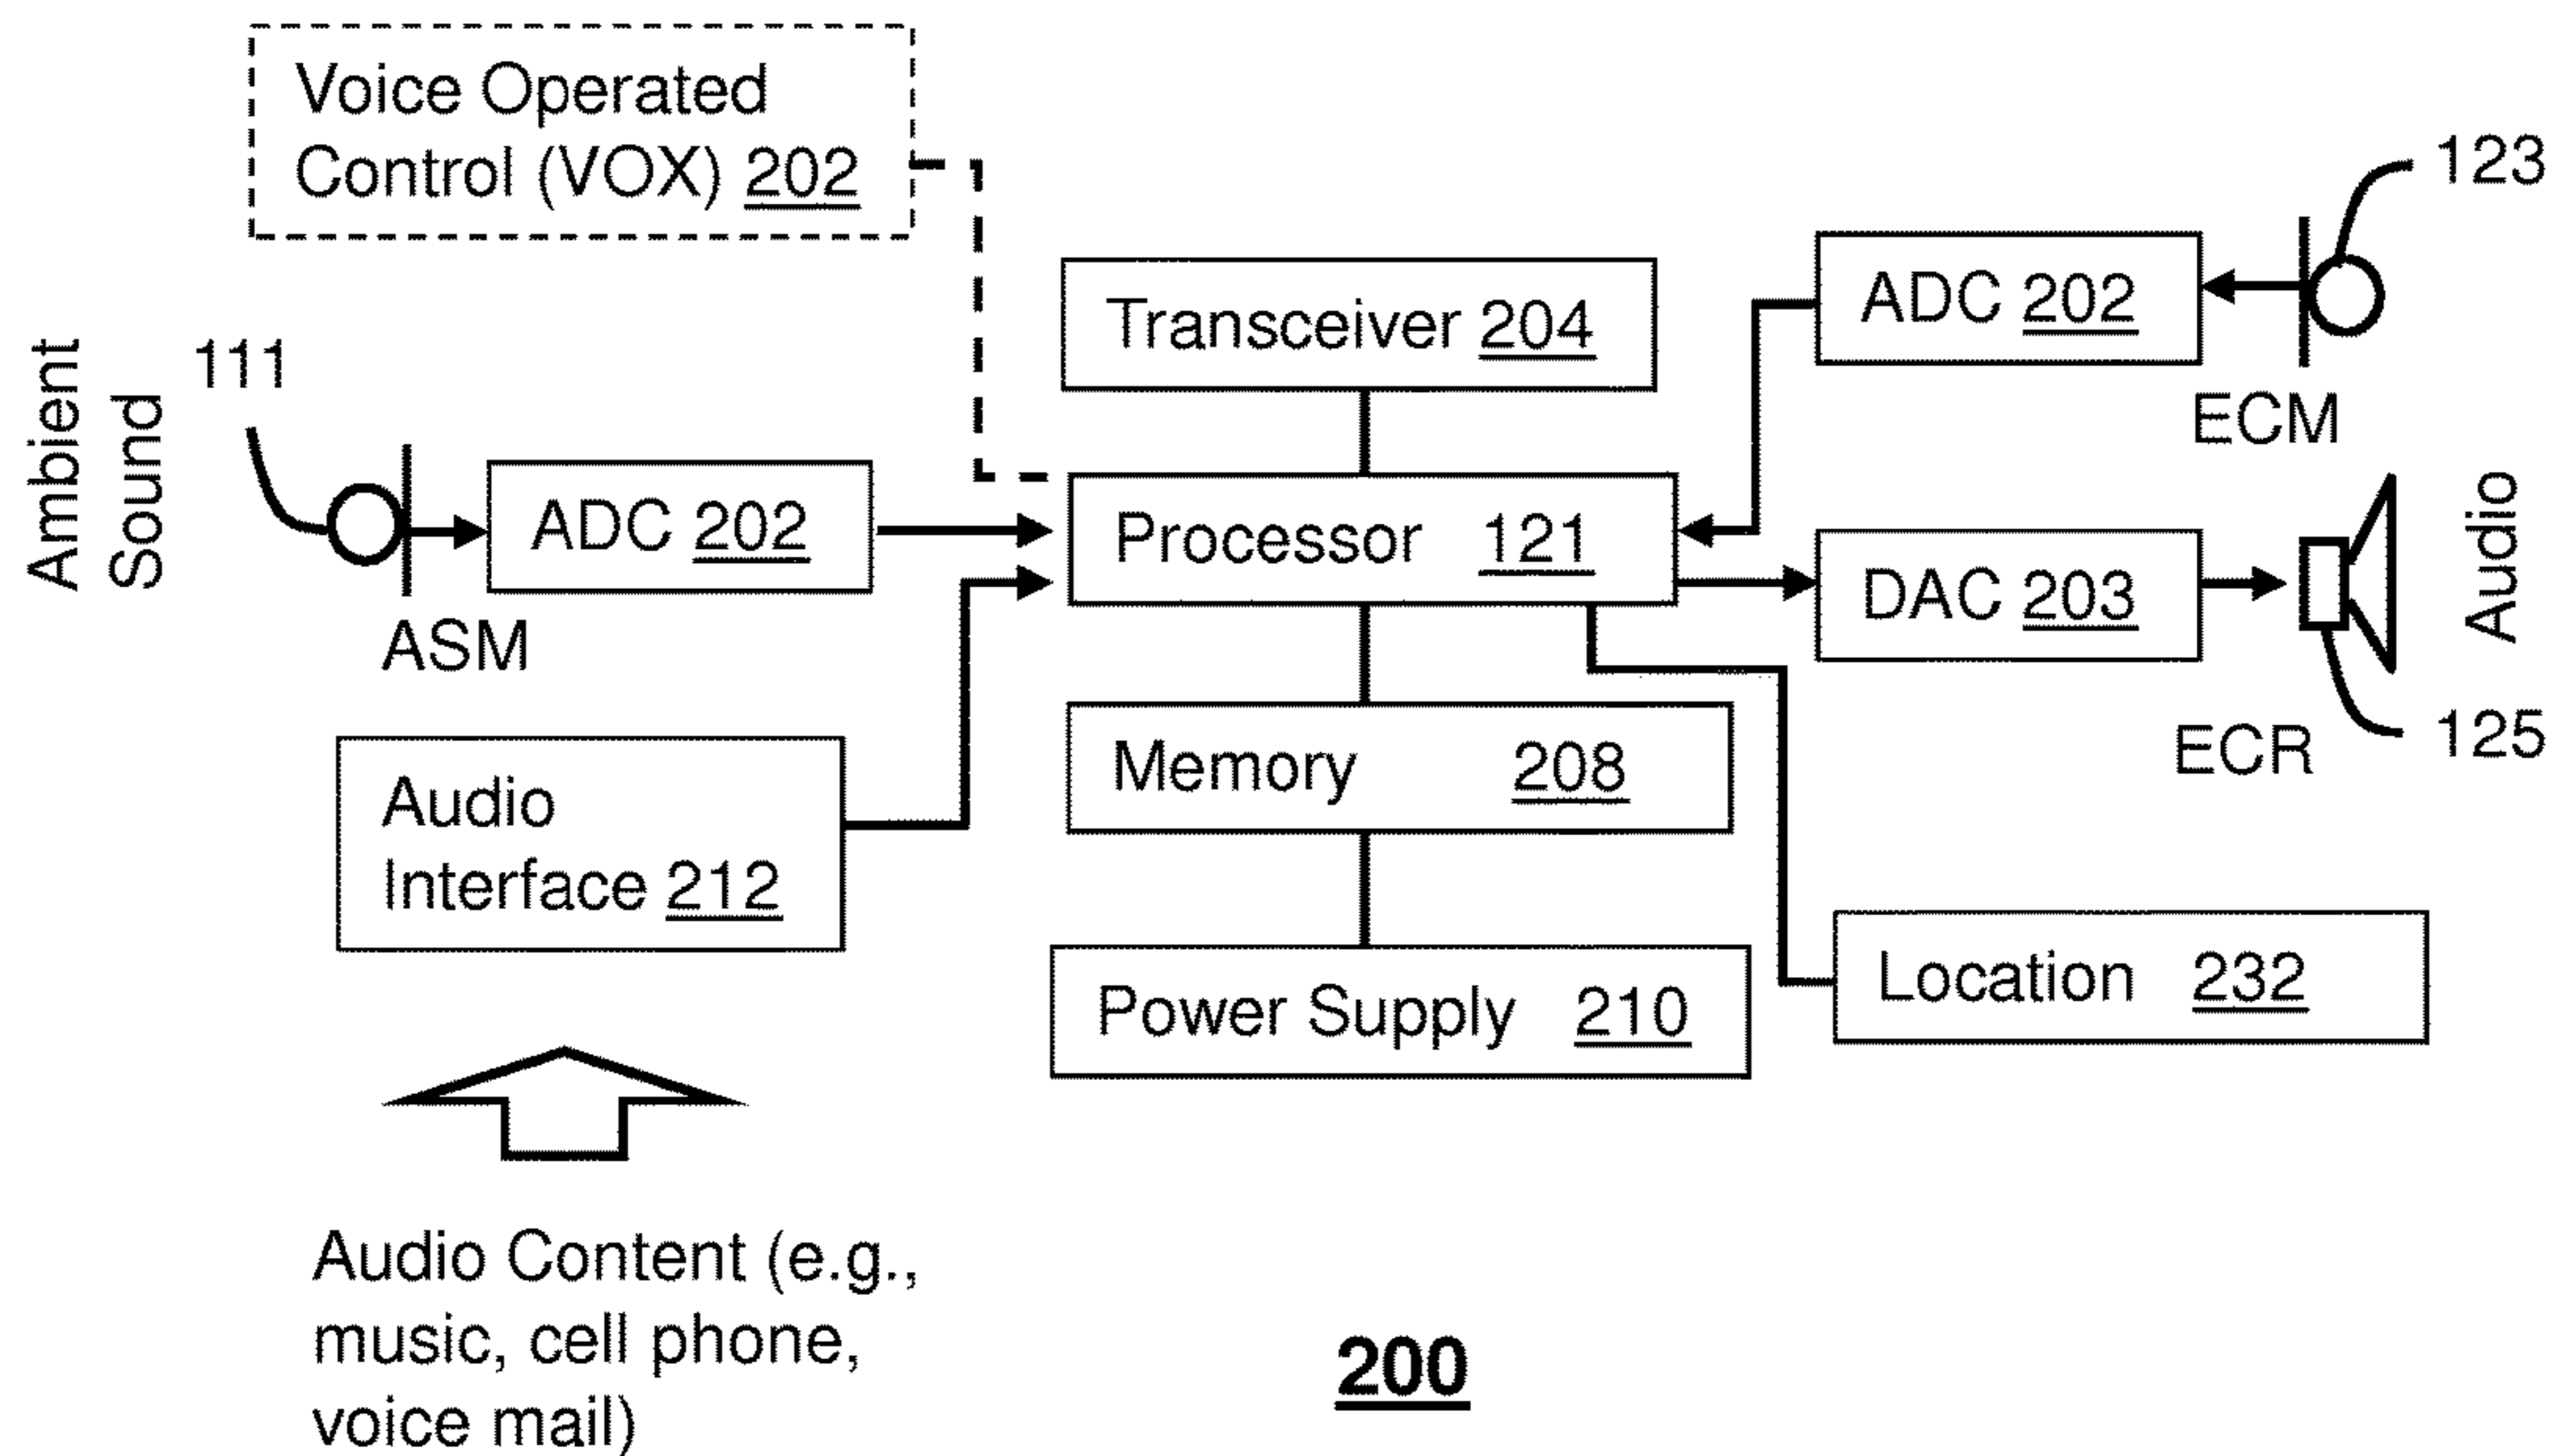 Voice Operated
Control (VOX) 202
123
ADC 202
Transceiver 204
ECM
Ambient
Sound
111
ADC 202
ASM
Processor 121
DAC 203
Audio
ECR
125
Audio
Interface 212
Memory 208
Location 232
Power Supply 210
Audio Content (e.g.,
music, cell phone,
voice mail)
200